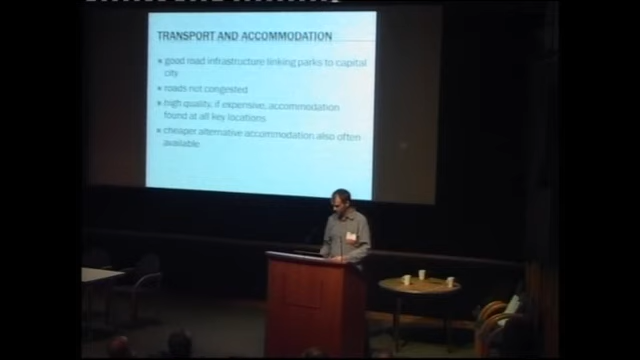 TRANSPORT AND ACCOMMODATION
good road infrastructure linking parks to capital
city
roads not congested
high quality, if expensive, accommodation
found at all key locations
cheaper alternative accommodation also often
available